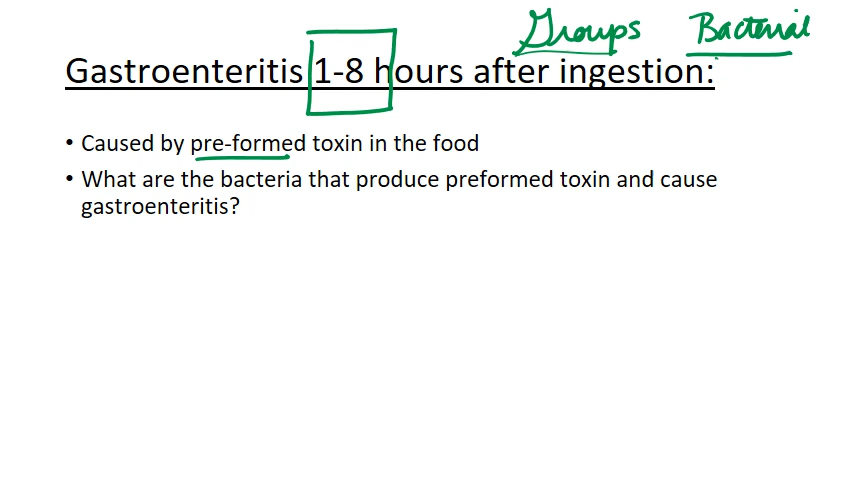 Groups Bacterial
Gastroenteritis 1-8 hours after ingestion:
• Caused by pre-formed toxin in the food
• What are the bacteria that produce preformed toxin and cause
gastroenteritis?